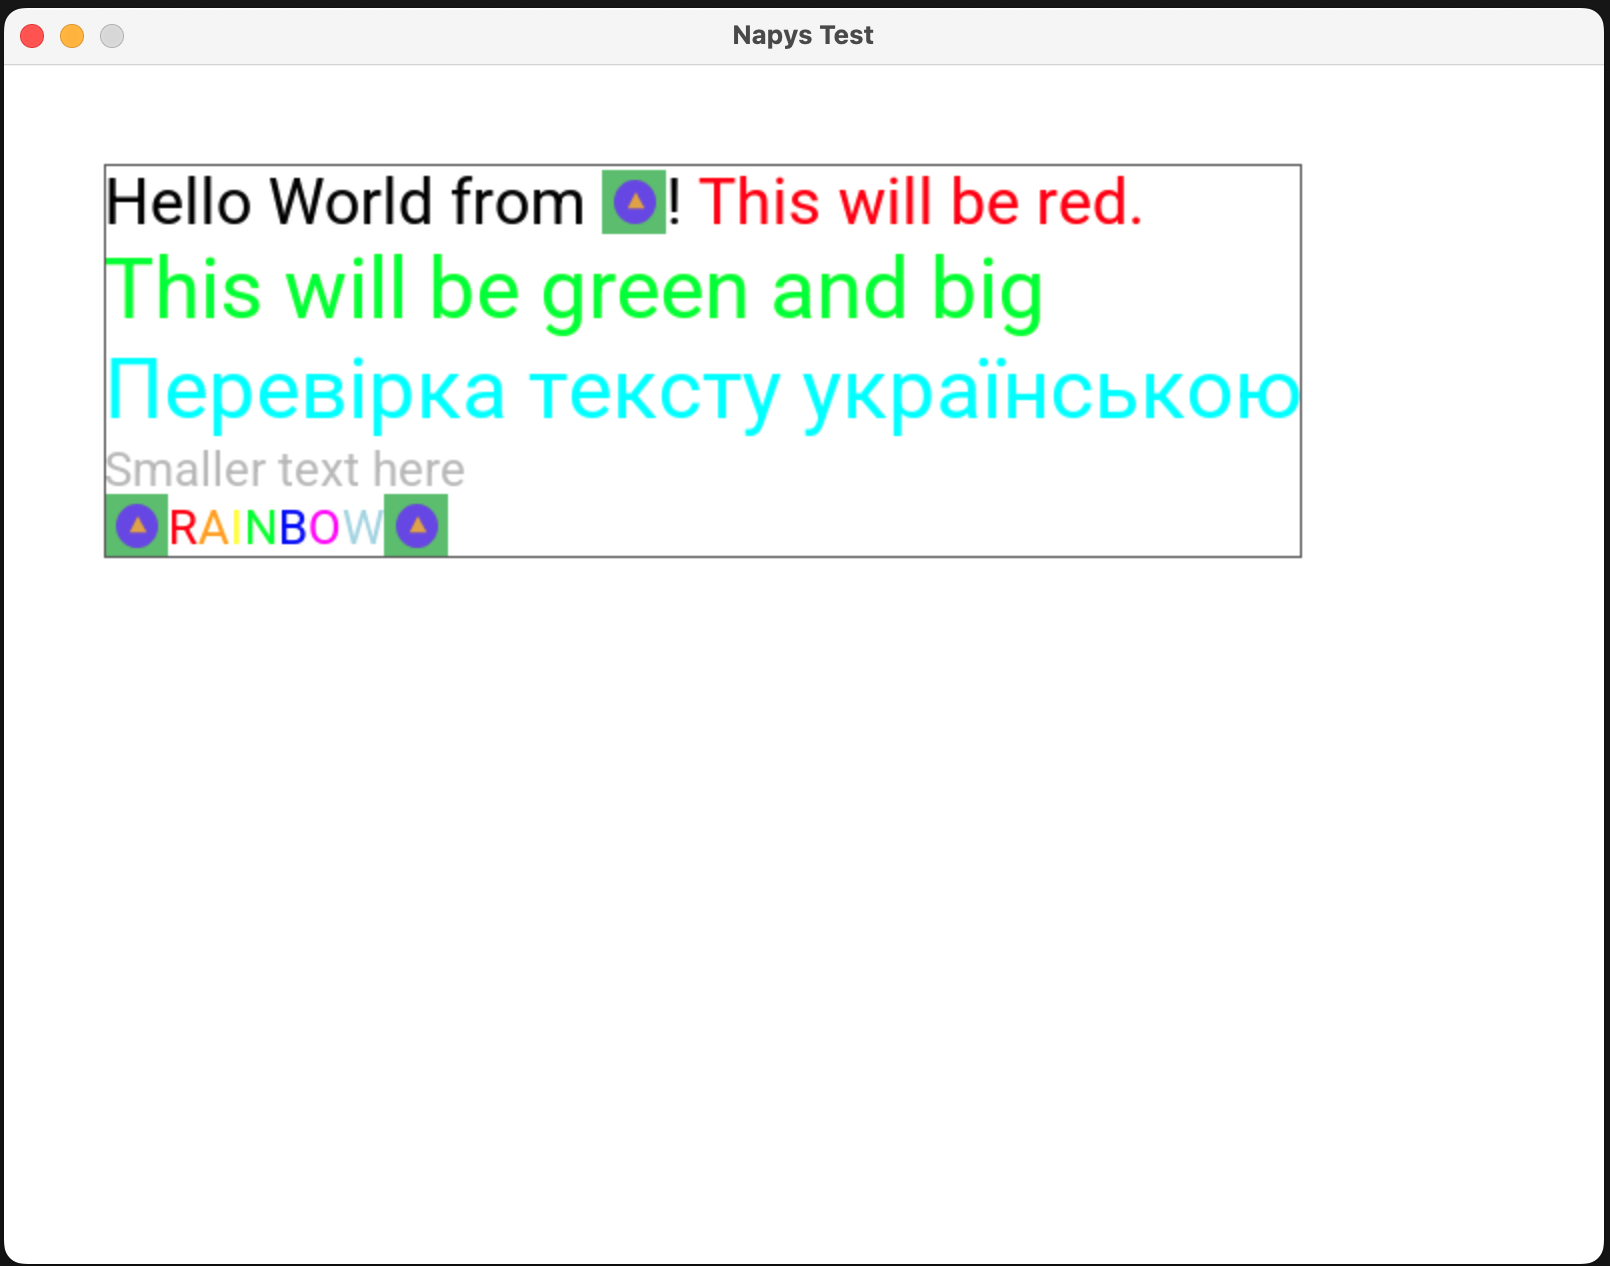 Napys Test
Hello World from ! This will be red.
This will be green and big
Перевірка тексту українською
Smaller text here
RAINBOW